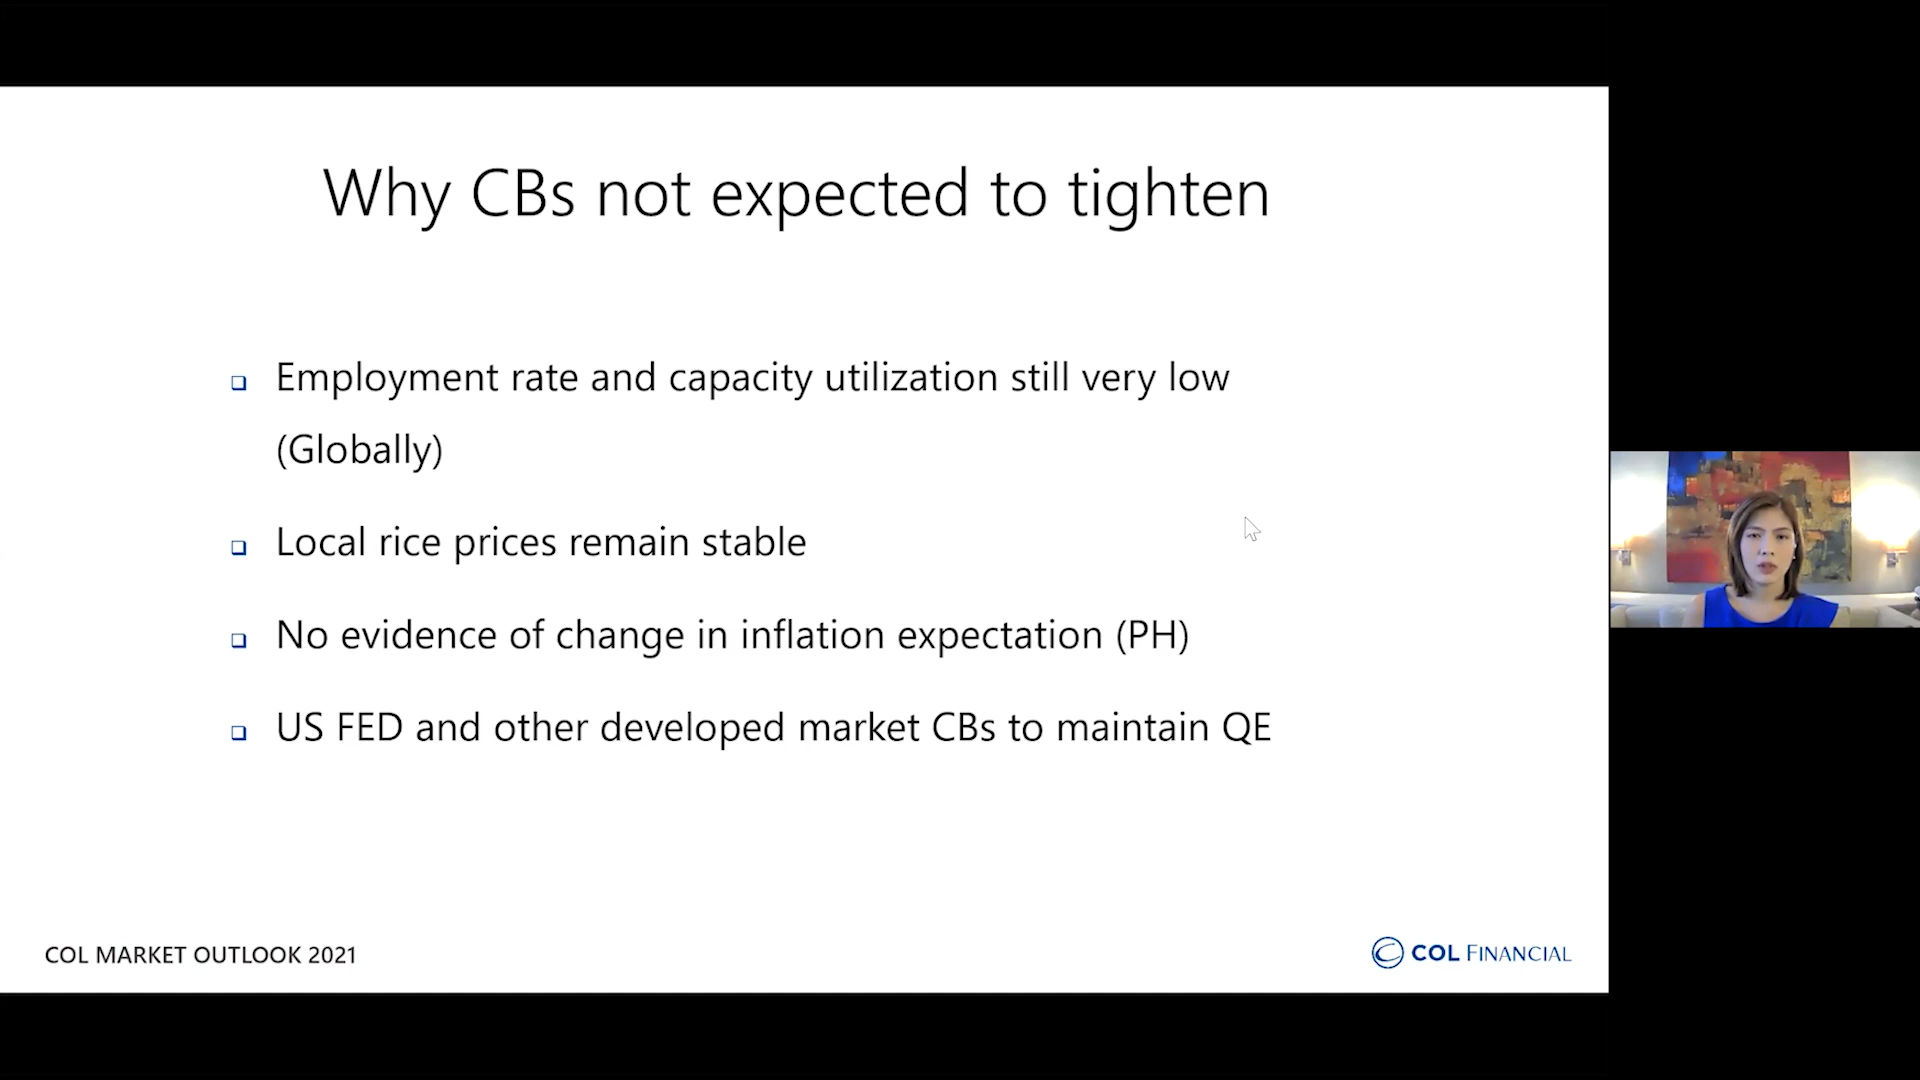 Why CBs not expected to tighten
Employment rate and capacity utilization still very low
(Globally)
Local rice prices remain stable
No evidence of change in inflation expectation (PH)
US FED and other developed market CBs to maintain QE
COL MARKET OUTLOOK 2021
COL FINANCIAL